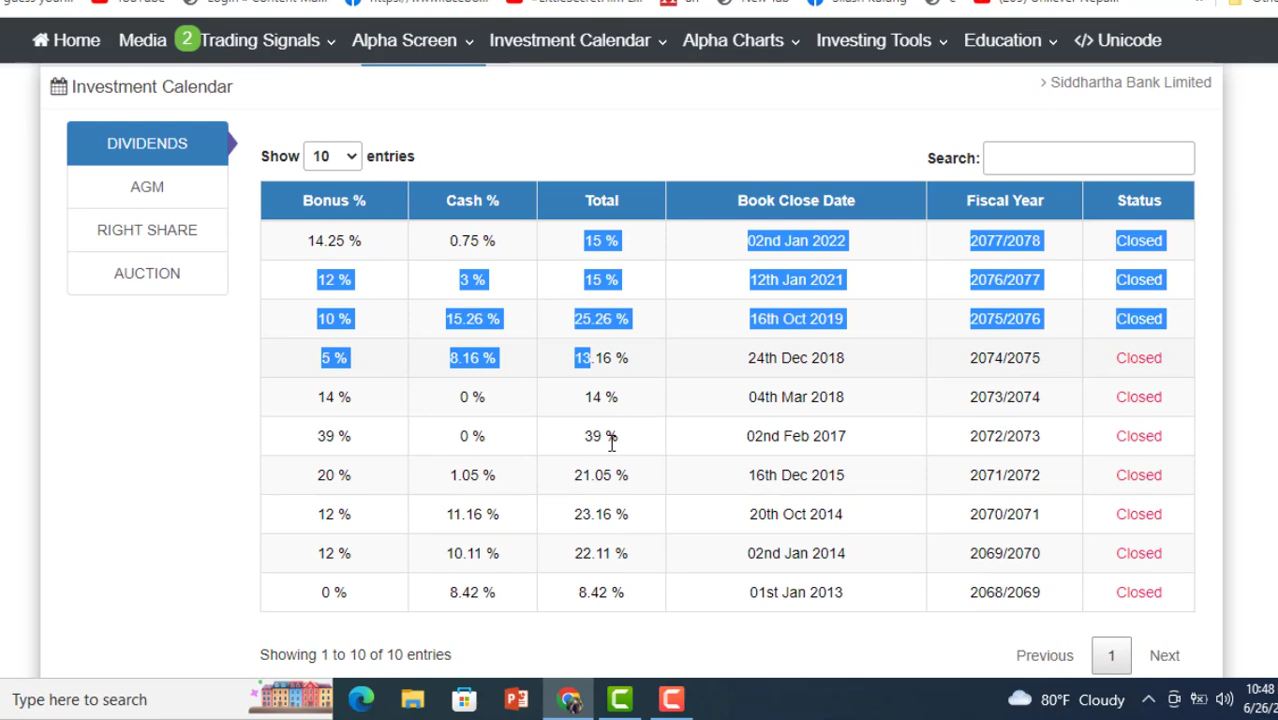 YouTube
New Tab
Home Media 2 Trading Signals Alpha Screen Investment Calendar Alpha Charts Investing Tools Education </> Unicode
Investment Calendar
> Siddhartha Bank Limited
DIVIDENDS
AGM
RIGHT SHARE
AUCTION
Show 10 entries
Search:
Bonus % Cash % Total Book Close Date Fiscal Year Status
14.25 % 0.75 % 15 % 02nd Jan 2022 2077/2078 Closed
12 % 3 % 15 % 12th Jan 2021 2076/2077 Closed
10 % 15.26 % 25.26 % 16th Oct 2019 2075/2076 Closed
5 % 8.16 % 13.16 % 24th Dec 2018 2074/2075 Closed
14 % 0 % 14 % 04th Mar 2018 2073/2074 Closed
39 % 0 % 39 % 02nd Feb 2017 2072/2073 Closed
20 % 1.05 % 21.05 % 16th Dec 2015 2071/2072 Closed
12 % 11.16 % 23.16 % 20th Oct 2014 2070/2071 Closed
12 % 10.11 % 22.11 % 02nd Jan 2014 2069/2070 Closed
0 % 8.42 % 8.42 % 01st Jan 2013 2068/2069 Closed
Showing 1 to 10 of 10 entries
Previous 1 Next
Type here to search
80°F Cloudy
10:48
6/26/2